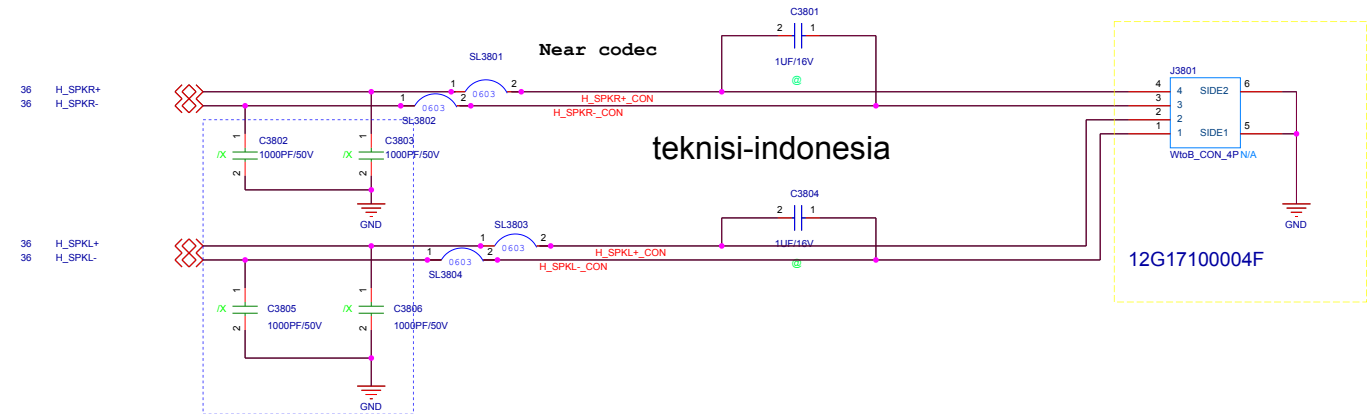 C3801
2 1
1UF/16V
@
Near codec
SL3801
1 2
0603
36 H_SPKR+
36 H_SPKR-
H_SPKR+_CON
H_SPKR-_CON
1 2
0603
SL3802
J3801
4 4 SIDE2 6
3 3
2 2
1 1 SIDE1 5
WtoB_CON_4P N/A
GND
12G17100004F
teknisi-indonesia
1
C3802
/X 1000PF/50V
2
1
C3803
/X 1000PF/50V
2
GND
C3804
2 1
1UF/16V
@
SL3803
1 2
0603
36 H_SPKL+
36 H_SPKL-
H_SPKL+_CON
H_SPKL-_CON
1 2
0603
SL3804
1
/X C3805
1000PF/50V
2
1
/X C3806
1000PF/50V
2
GND